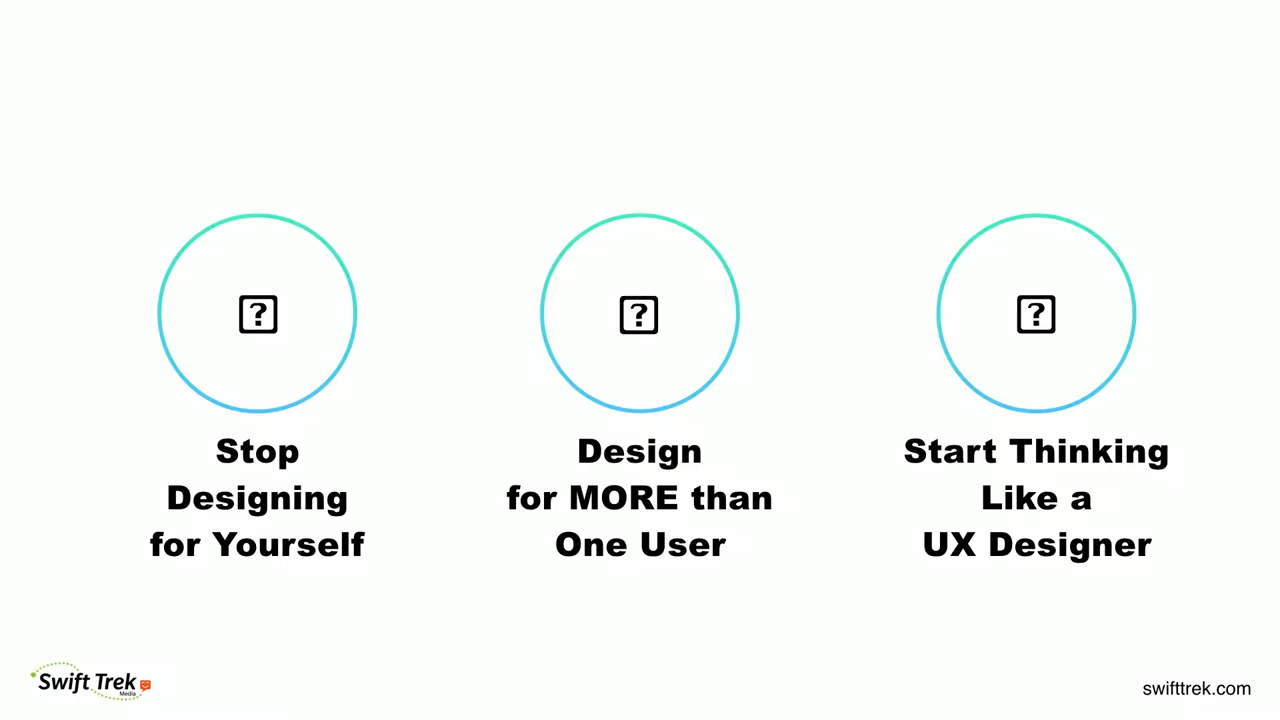 ?
?
?
Stop
Designing
for Yourself
Design
for MORE than
One User
Start Thinking
Like a
UX Designer
Swift Trek
Media
swifttrek.com